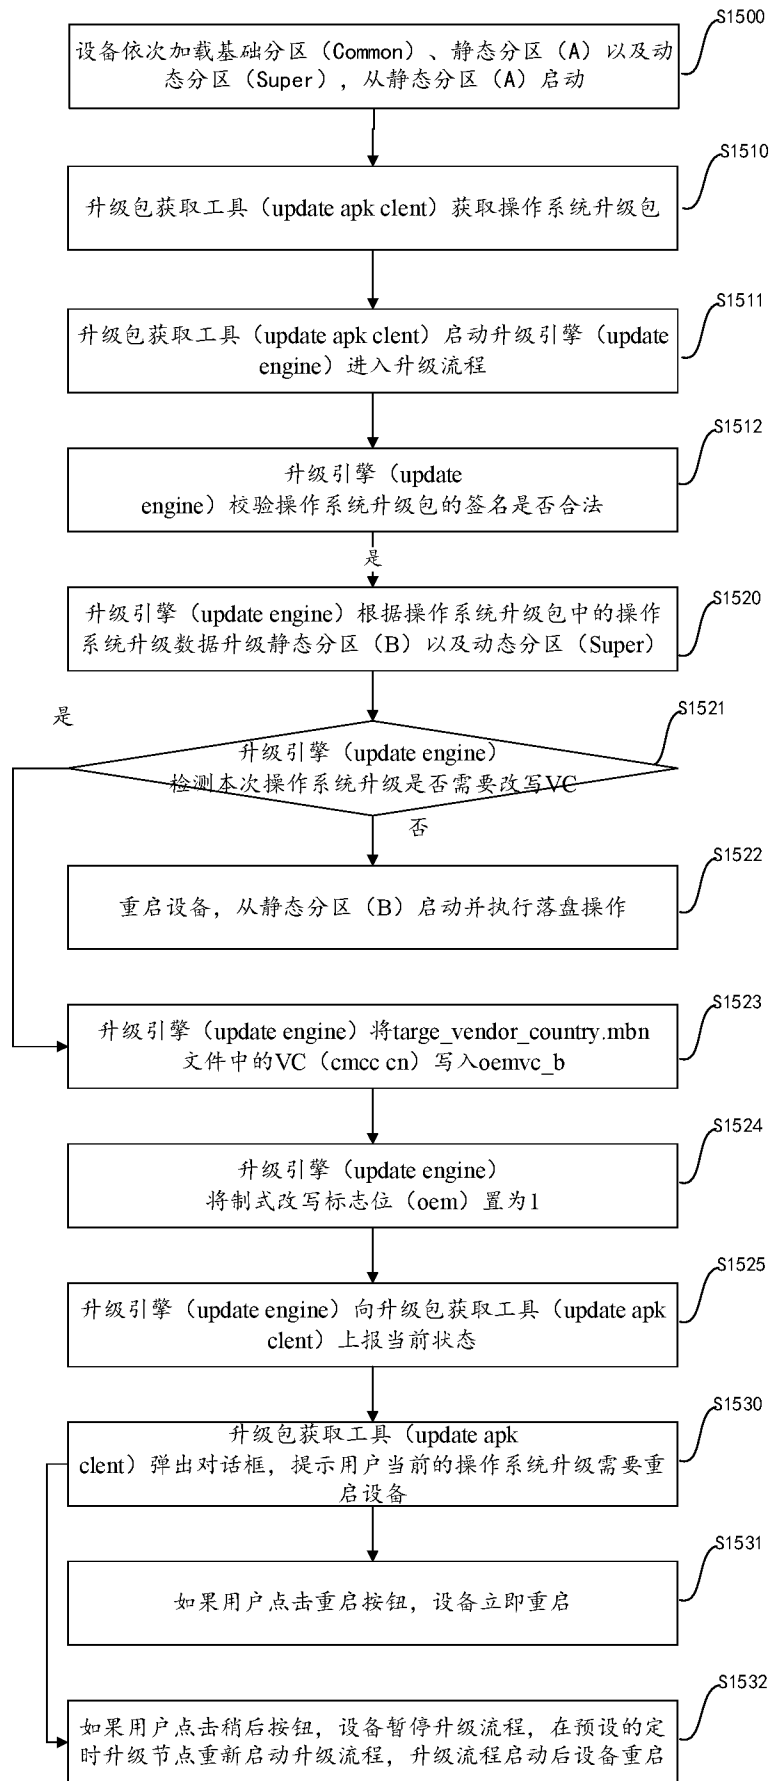 S1500
设备依次加载基础分区（Common）、静态分区（A）以及动
态分区（Super），从静态分区（A）启动
S1510
升级包获取工具（update apk clent）获取操作系统升级包
S1511
升级包获取工具（update apk clent）启动升级引擎（update
engine）进入升级流程
S1512
升级引擎（update
engine）校验操作系统升级包的签名是否合法
是
S1520
升级引擎（update engine）根据操作系统升级包中的操作
系统升级数据升级静态分区（B）以及动态分区（Super）
是
S1521
升级引擎（update engine）
检测本次操作系统升级是否需要改写VC
否
S1522
重启设备，从静态分区（B）启动并执行落盘操作
S1523
升级引擎（update engine）将targe_vendor_country.mbn
文件中的VC（cmcc cn）写入oemvc_b
S1524
升级引擎（update engine）
将制式改写标志位（oem）置为1
S1525
升级引擎（update engine）向升级包获取工具（update apk
clent）上报当前状态
S1530
升级包获取工具（update apk
clent）弹出对话框，提示用户当前的操作系统升级需要重
启设备
S1531
如果用户点击重启按钮，设备立即重启
S1532
如果用户点击稍后按钮，设备暂停升级流程，在预设的定
时升级节点重新启动升级流程，升级流程启动后设备重启